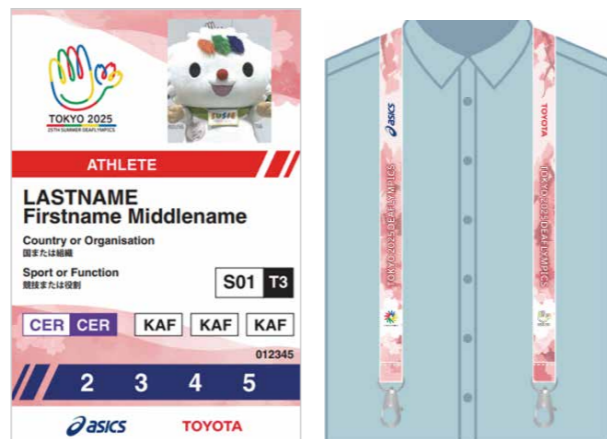 TOKYO 2025
25TH SUMMER DEAFLYMPICS
SUSIE
ATHLETE
LASTNAME
Firstname Middlename
Country or Organisation
国または組織
Sport or Function
競技または役割
S01 T3
CER CER KAF KAF KAF
012345
2 3 4 5
asics
TOYOTA
asics
TOKYO 2025 DEAFLYMPICS
TOYOTA
TOKYO 2025 DEAFLYMPICS